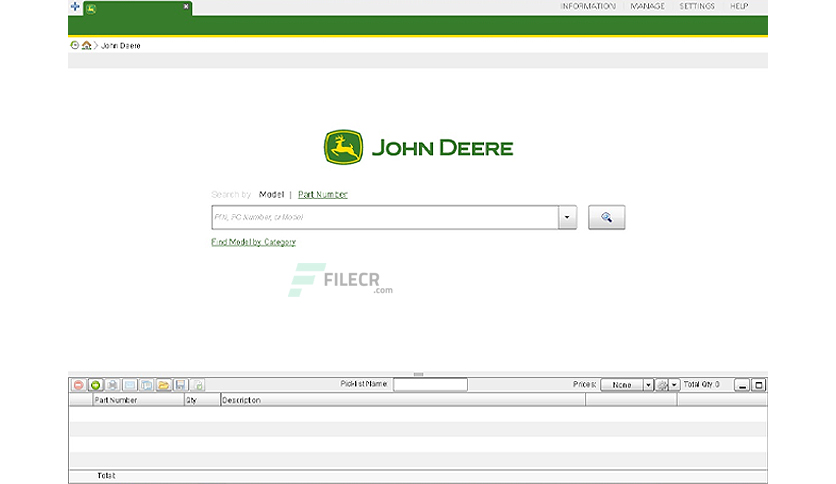 INFORMATION MANAGE SETTINGS HELP
John Deere
JOHN DEERE
Search by Model | Part Number
PIN, PC Number, or Model
Find Model by Category
FILECR
.com
Picklist Name: Prices: None Total Qty: 0
Part Number Qty Description
Total: